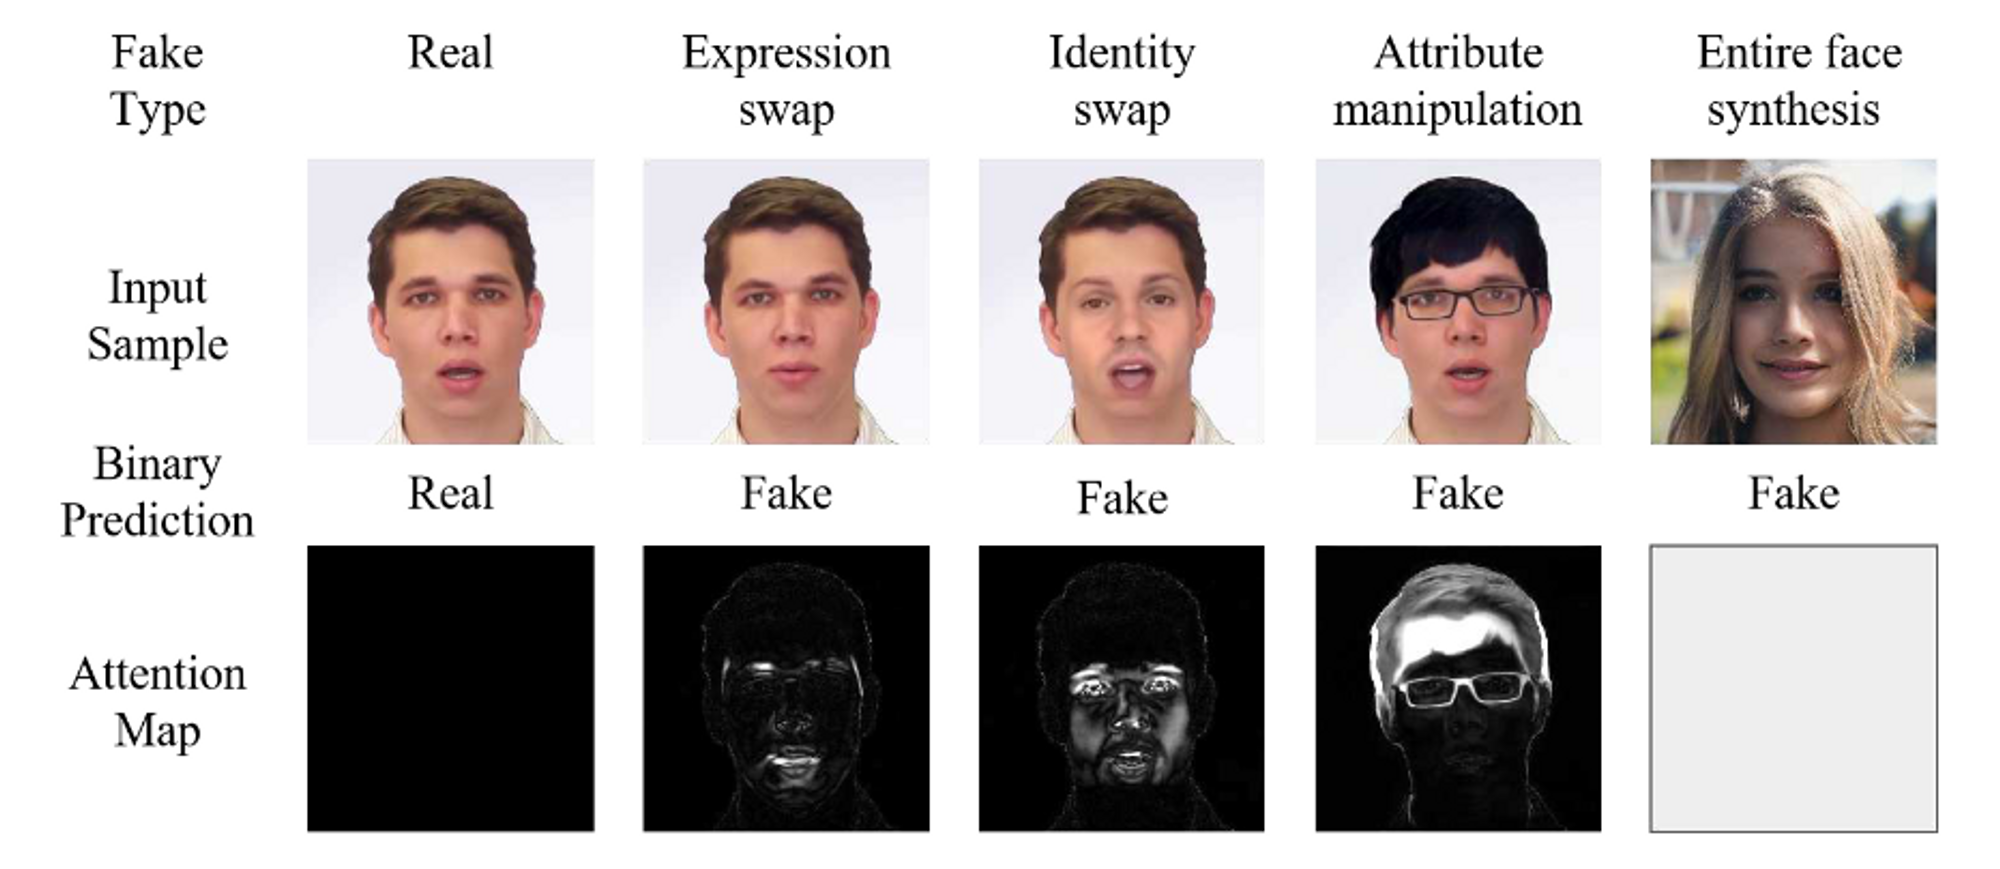 Fake Type
Real
Expression swap
Identity swap
Attribute manipulation
Entire face synthesis
Input Sample
Binary Prediction
Real
Fake
Fake
Fake
Fake
Attention Map